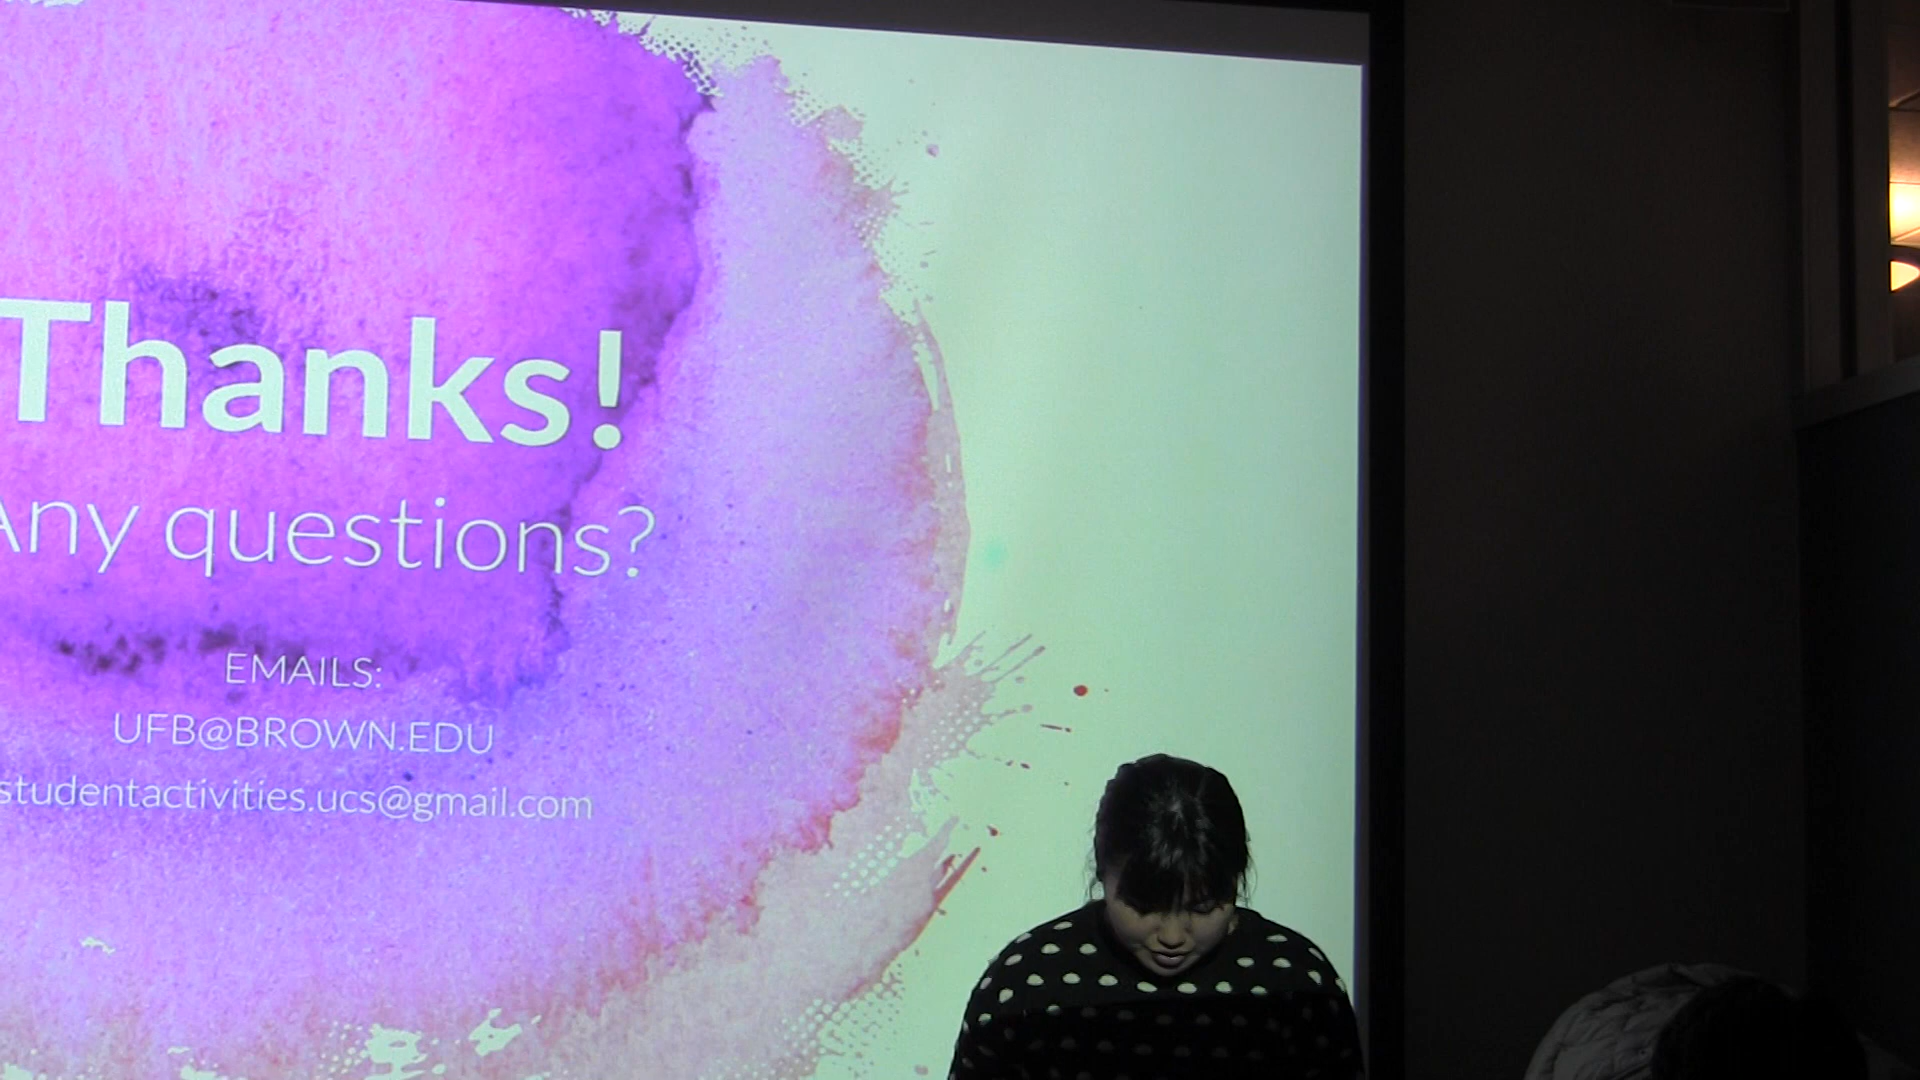 Thanks!
Any questions?
EMAILS:
UFB@BROWN.EDU
studentactivities.ucs@gmail.com